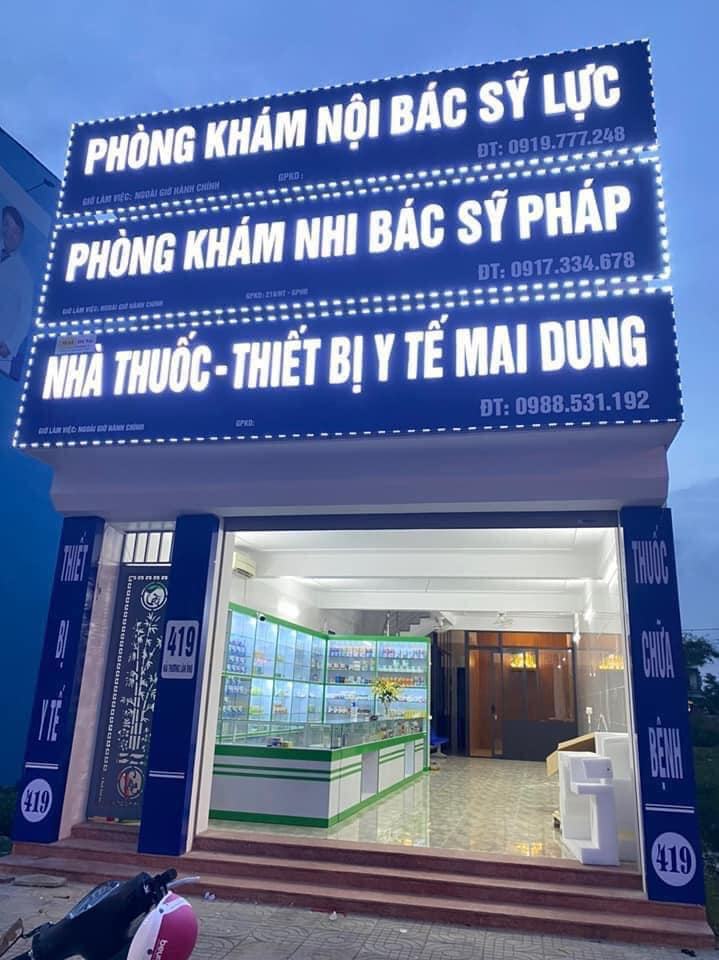 PHÒNG KHÁM NỘI BÁC SỸ LỰC
ĐT: 0919.777.248
GIỜ LÀM VIỆC: NGOÀI GIỜ HÀNH CHÍNH
GPKD :
PHÒNG KHÁM NHI BÁC SỸ PHÁP
ĐT: 0917.334.678
GIỜ LÀM VIỆC: NGOÀI GIỜ HÀNH CHÍNH
NHÀ THUỐC - THIẾT BỊ Y TẾ MAI DUNG
ĐT: 0988.531.192
GIỜ LÀM VIỆC: NGOÀI GIỜ HÀNH CHÍNH
GPKD:
THIẾT
BỊ
Y TẾ
419
419
THUỐC
CHỮA
BỆNH
419